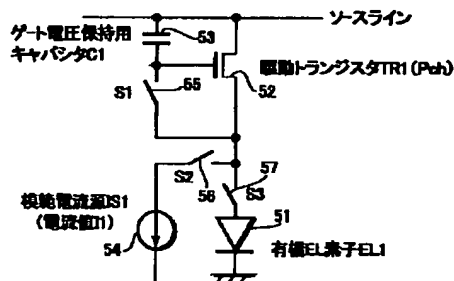 ソースライン
ゲート電圧保持用
キャパシタC1
53
駆動トランジスタTR1(Pch)
52
S1
55
S2
56
57
S3
模範電流源IS1
(電流値I1)
54
51
有機EL素子EL1